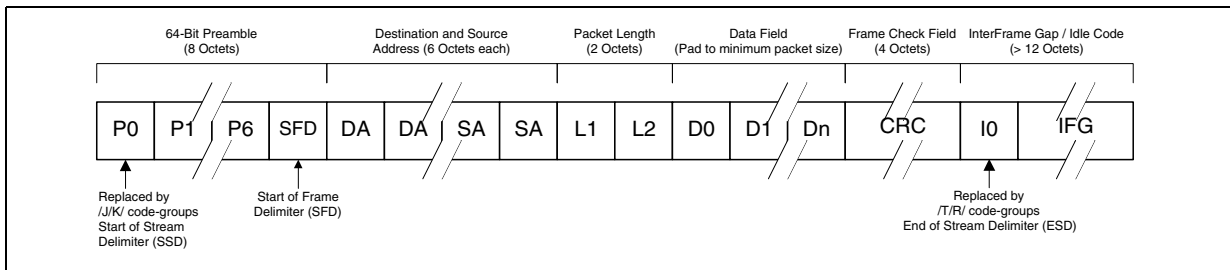 64-Bit Preamble
(8 Octets)
Destination and Source
Address (6 Octets each)
Packet Length
(2 Octets)
Data Field
(Pad to minimum packet size)
Frame Check Field
(4 Octets)
InterFrame Gap / Idle Code
(> 12 Octets)
P0 P1 P6 SFD DA DA SA SA L1 L2 D0 D1 Dn CRC I0 IFG
Replaced by
/J/K/ code-groups
Start of Stream
Delimiter (SSD)
Start of Frame
Delimiter (SFD)
Replaced by
/T/R/ code-groups
End of Stream Delimiter (ESD)